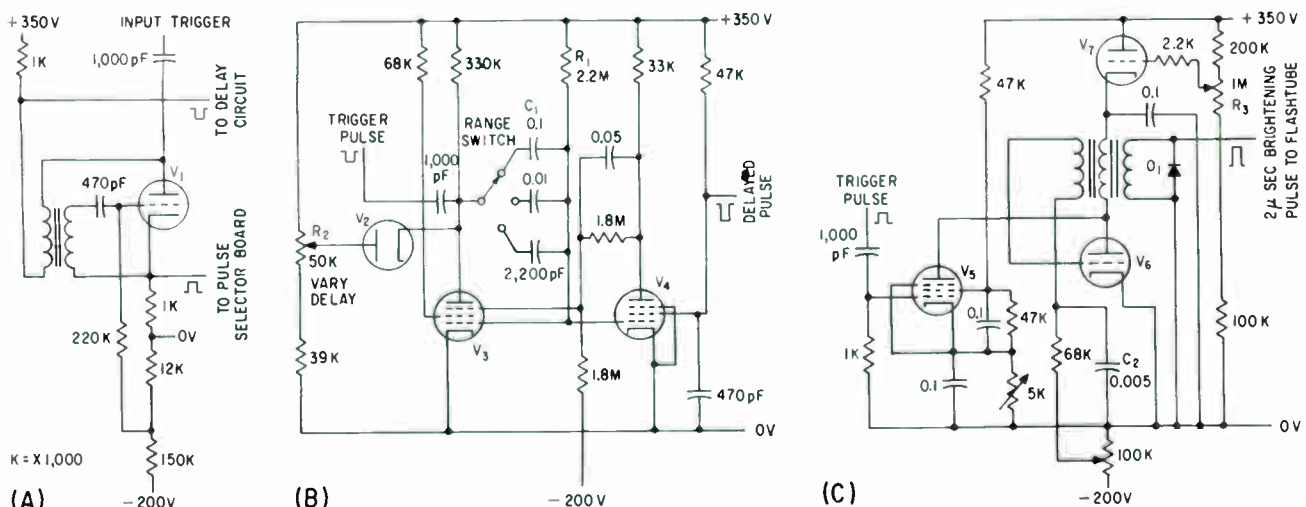 +350V
INPUT TRIGGER
1K
1,000pF
TO DELAY
CIRCUIT
V1
470pF
TO PULSE
SELECTOR BOARD
1K
220K
0V
12K
K = X 1,000
150K
(A)
-200V
+350V
68K
330K
R1
2.2M
33K
47K
TRIGGER
PULSE
RANGE
SWITCH
C1
0.1
0.05
1,000
pF
0.01
DELAYED
PULSE
V2
R2
50K
VARY
DELAY
1.8M
2,200pF
V4
V3
39K
1.8M
470pF
0V
(B)
-200V
+350V
V7
200K
2.2K
1M
R3
47K
0.1
2μ SEC BRIGHTENING
PULSE TO FLASHTUBE
TRIGGER
PULSE
D1
1,000
pF
V5
V6
0.1
47K
1K
68K
C2
0.005
100K
0.1
5K
0V
100K
(C)
-200V